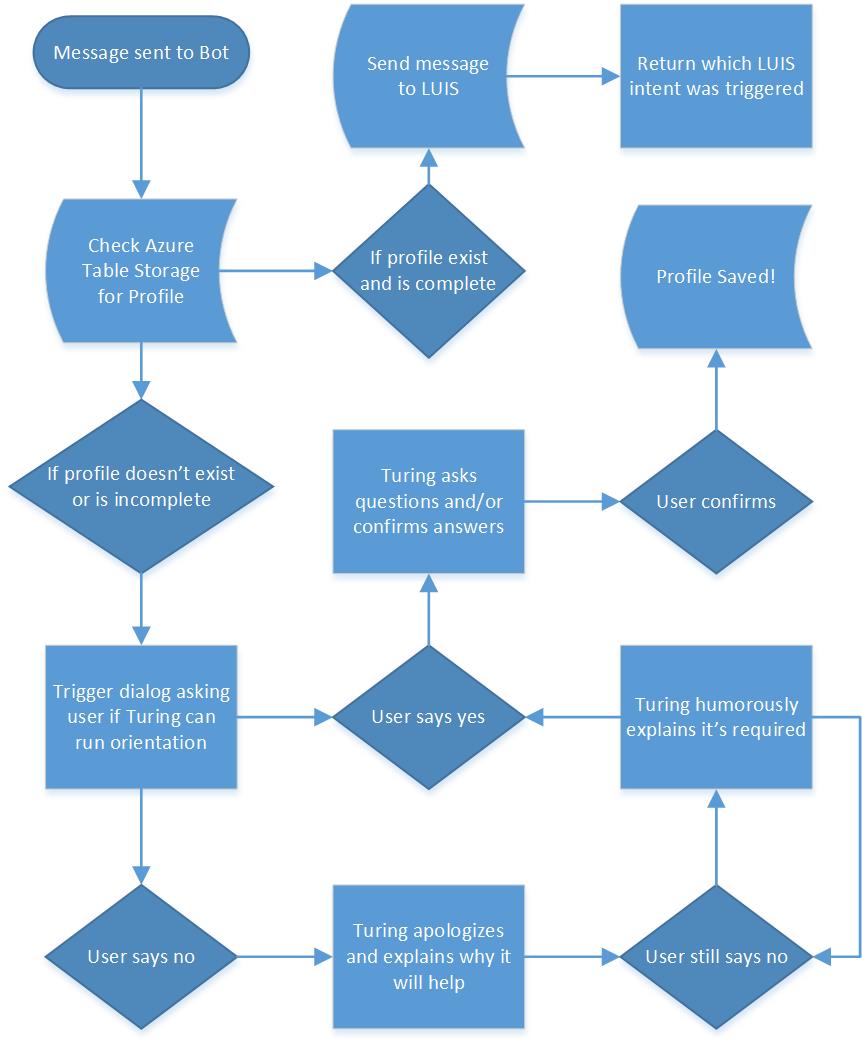 Message sent to Bot
Send message
to LUIS
Return which LUIS
intent was triggered
Check Azure
Table Storage
for Profile
If profile exist
and is complete
Profile Saved!
If profile doesn’t exist
or is incomplete
Turing asks
questions and/or
confirms answers
User confirms
Trigger dialog asking
user if Turing can
run orientation
User says yes
Turing humorously
explains it’s required
User says no
Turing apologizes
and explains why it
will help
User still says no